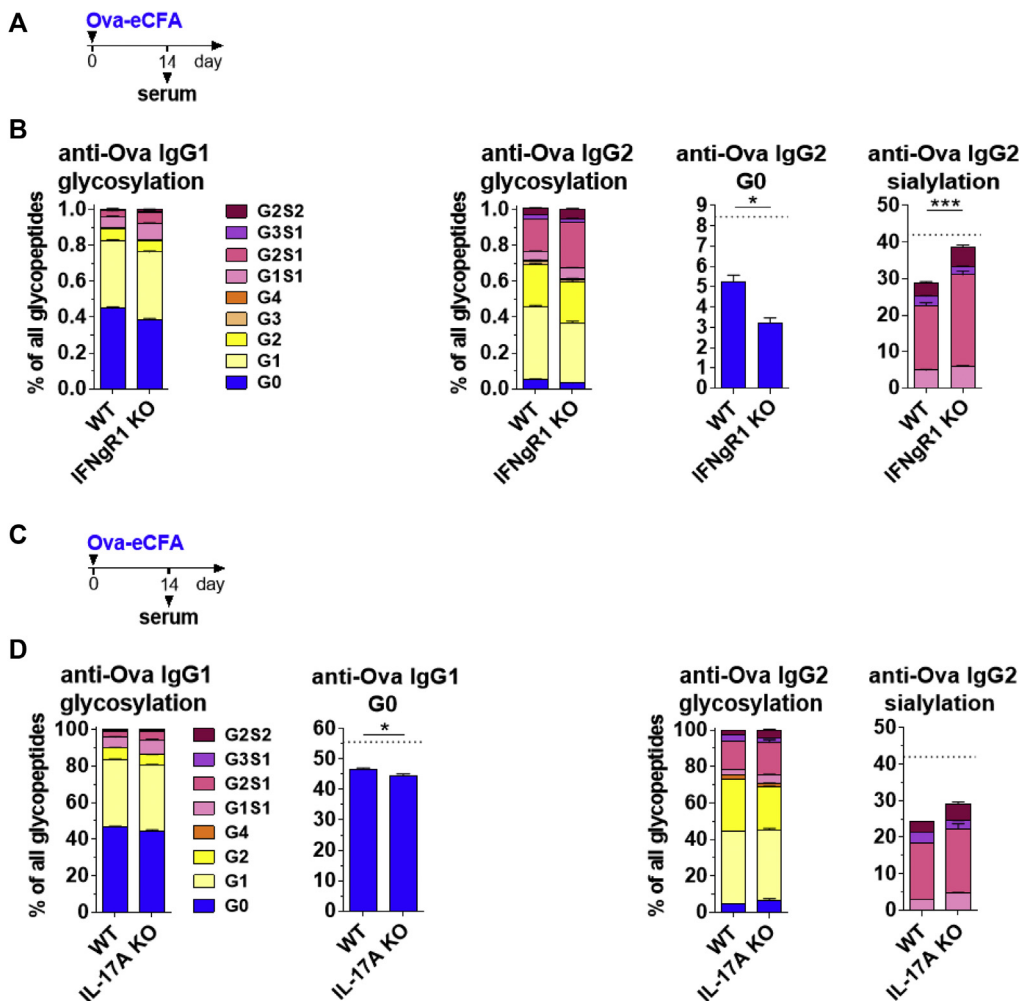 A
Ova-eCFA
0 14 day
serum
B
anti-Ova IgG1
glycosylation
% of all glycopeptides
1.0
0.8
0.6
0.4
0.2
0.0
WT
IFNgR1 KO
G2S2
G3S1
G2S1
G1S1
G4
G3
G2
G1
G0
anti-Ova IgG2
glycosylation
% of all glycopeptides
1.0
0.8
0.6
0.4
0.2
0.0
WT
IFNgR1 KO
anti-Ova IgG2
G0
*
9
8
7
6
5
4
3
2
1
0
WT
IFNgR1 KO
anti-Ova IgG2
sialylation
***
50
40
30
20
10
0
WT
IFNgR1 KO
C
Ova-eCFA
0 14 day
serum
D
anti-Ova IgG1
glycosylation
% of all glycopeptides
100
80
60
40
20
0
WT
IL-17A KO
G2S2
G3S1
G2S1
G1S1
G4
G2
G1
G0
anti-Ova IgG1
G0
*
60
50
40
30
20
10
0
WT
IL-17A KO
anti-Ova IgG2
glycosylation
% of all glycopeptides
100
80
60
40
20
0
WT
IL-17A KO
anti-Ova IgG2
sialylation
50
40
30
20
10
0
WT
IL-17A KO